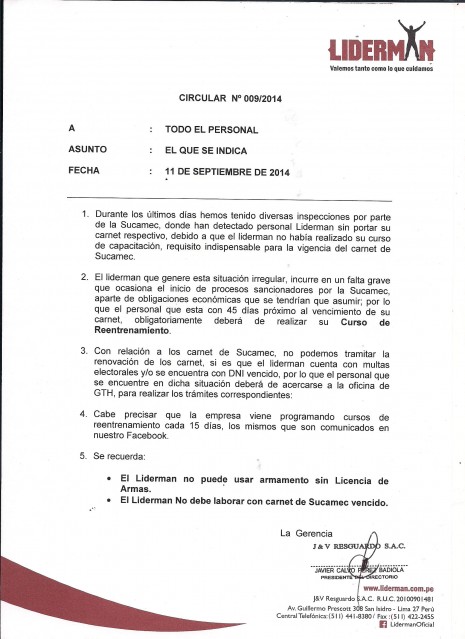 LIDERMAN
Valemos tanto como lo que cuidamos
CIRCULAR Nº 009/2014
A : TODO EL PERSONAL
ASUNTO : EL QUE SE INDICA
FECHA : 11 DE SEPTIEMBRE DE 2014
1. Durante los últimos días hemos tenido diversas inspecciones por parte
de la Sucamec, donde han detectado personal Liderman sin portar su
carnet respectivo, debido a que el liderman no había realizado su curso
de capacitación, requisito indispensable para la vigencia del carnet de
Sucamec.
2. El liderman que genere esta situación irregular, incurre en un falta grave
que ocasiona el inicio de procesos sancionadores por la Sucamec,
aparte de obligaciones económicas que se tendrían que asumir; por lo
que el personal que esta con 45 días próximo al vencimiento de su
carnet, obligatoriamente deberá de realizar su Curso de
Reentrenamiento.
3. Con relación a los carnet de Sucamec, no podemos tramitar la
renovación de los carnet, si es que el liderman cuenta con multas
electorales y/o se encuentra con DNI vencido, por lo que el personal que
se encuentre en dicha situación deberá de acercarse a la oficina de
GTH, para realizar los trámites correspondientes:
4. Cabe precisar que la empresa viene programando cursos de
reentrenamiento cada 15 días, los mismos que son comunicados en
nuestro Facebook.
5. Se recuerda:
• El Liderman no puede usar armamento sin Licencia de
Armas.
• El Liderman No debe laborar con carnet de Sucamec vencido.
La Gerencia
J & V RESGUARDO S.A.C.
JAVIER CALVO PÉREZ BADIOLA
PRESIDENTE DEL DIRECTORIO
www.liderman.com.pe
J&V Resguardo S.A.C. R.U.C. 20100901481
Av. Guillermo Prescott 308 San Isidro - Lima 27 Perú
Central Telefónica: (511) 441-8380 / Fax : (511) 422-2455
LidermanOficial